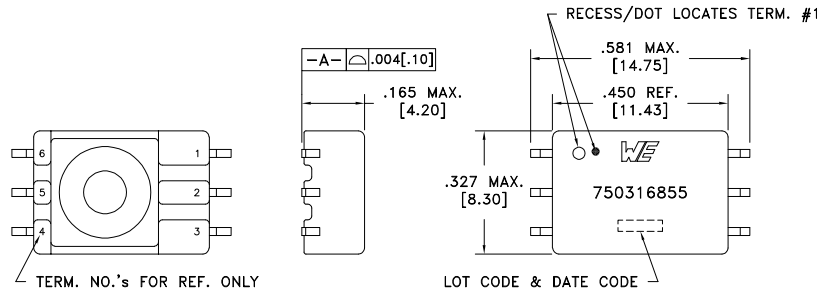 RECESS/DOT LOCATES TERM. #1
-A- ⌓ .004[.10]
.581 MAX.
[14.75]
.165 MAX.
[4.20]
.450 REF.
[11.43]
6 1
5 2
4 3
.327 MAX.
[8.30]
WE
750316855
TERM. NO.'s FOR REF. ONLY
LOT CODE & DATE CODE